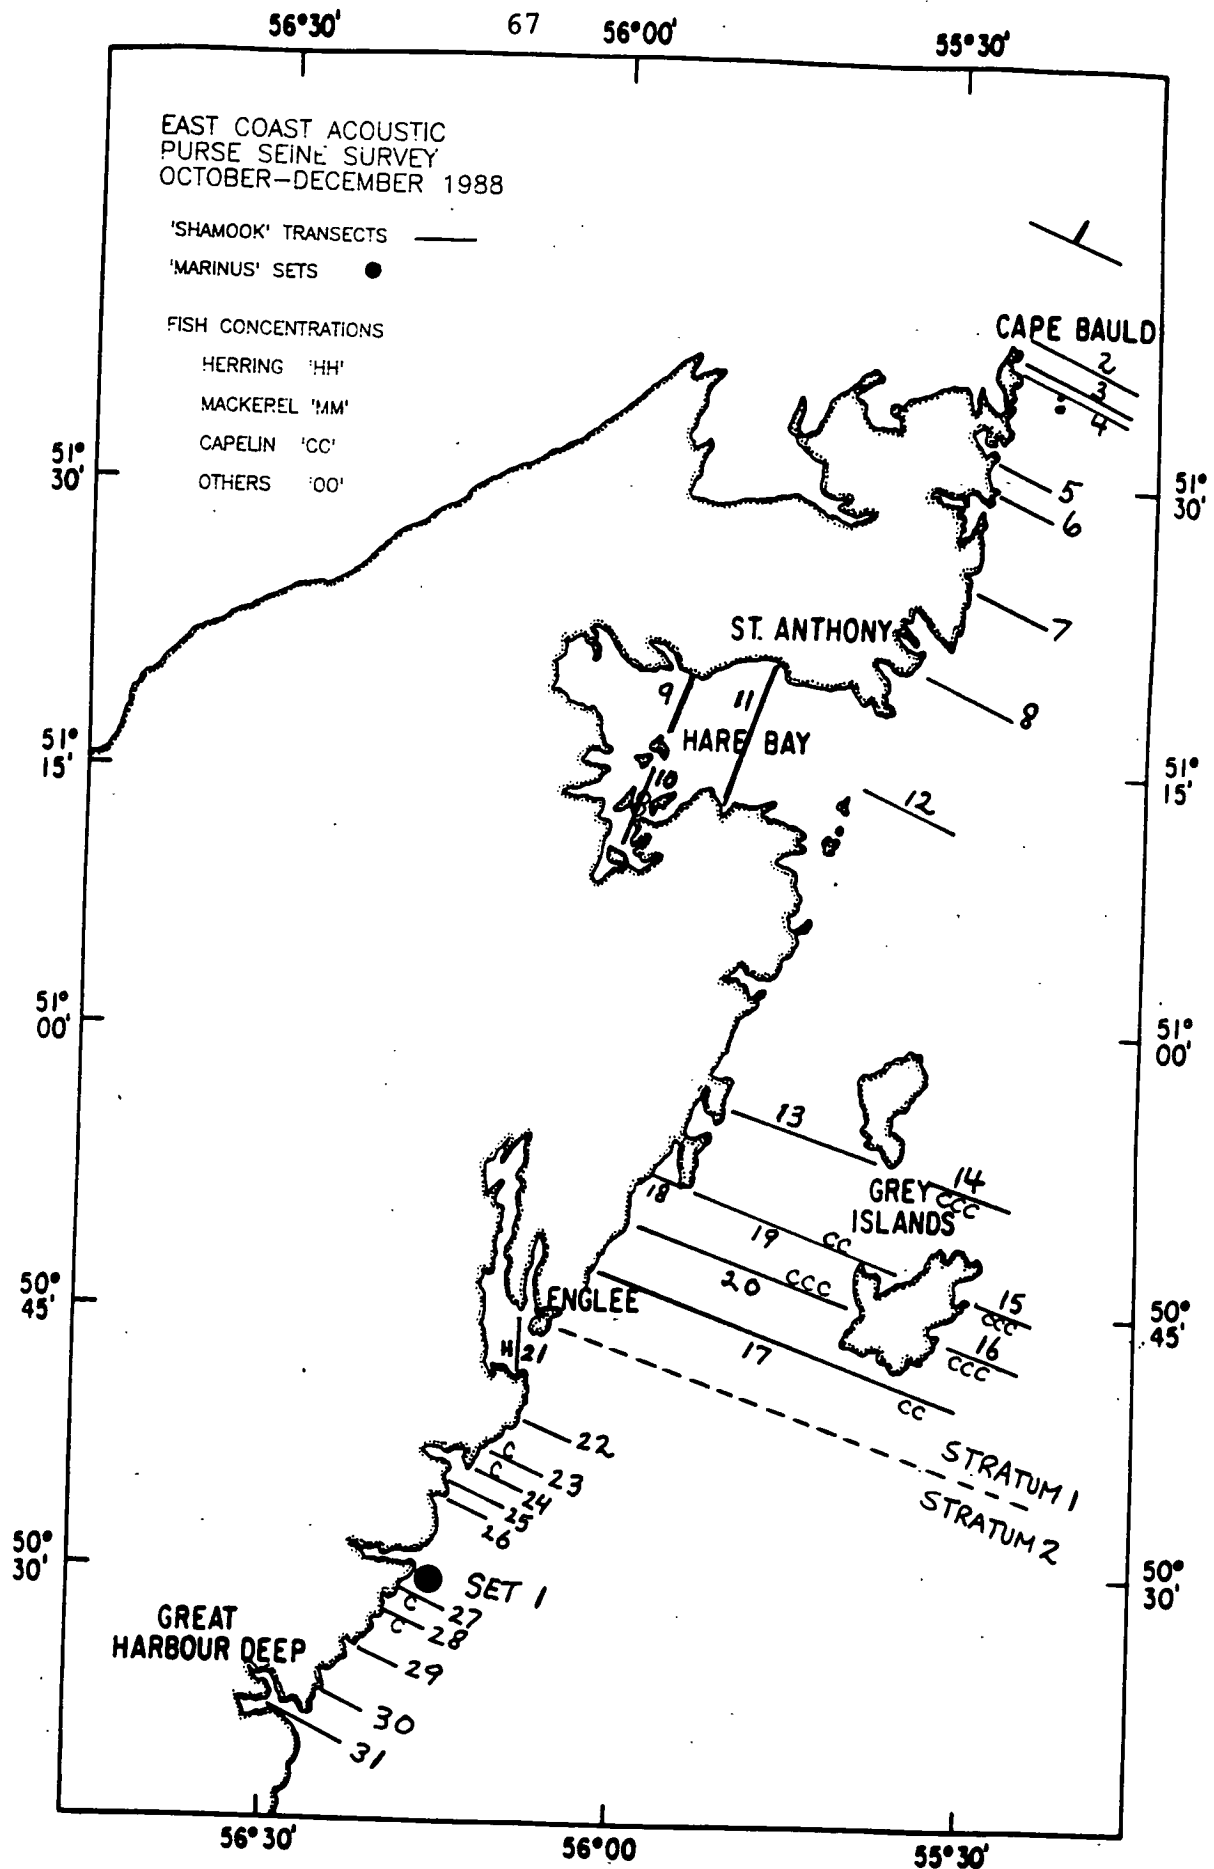 56°30' 67 56°00' 55°30'
EAST COAST ACOUSTIC
PURSE SEINE SURVEY
OCTOBER–DECEMBER 1988
'SHAMOOK' TRANSECTS
'MARINUS' SETS
FISH CONCENTRATIONS
HERRING 'HH'
MACKEREL 'MM'
CAPELIN 'CC'
OTHERS 'OO'
1
CAPE BAULD
2
3
4
51°
30'
51°
30'
5
6
ST. ANTHONY
7
8
9
11
HARE BAY
51°
15'
51°
15'
10
12
51°
00'
51°
00'
13
GREY
ISLANDS
14
CCC
18
19
CC
20
CCC
50°
45'
ENGLEE
15
CCC
50°
45'
H 21
17
16
CCC
CC
22
C
23
C
24
25
26
STRATUM 1
STRATUM 2
50°
30'
50°
30'
SET 1
C
27
C
28
GREAT
HARBOUR DEEP
29
30
31
56°30' 56°00 55°30'